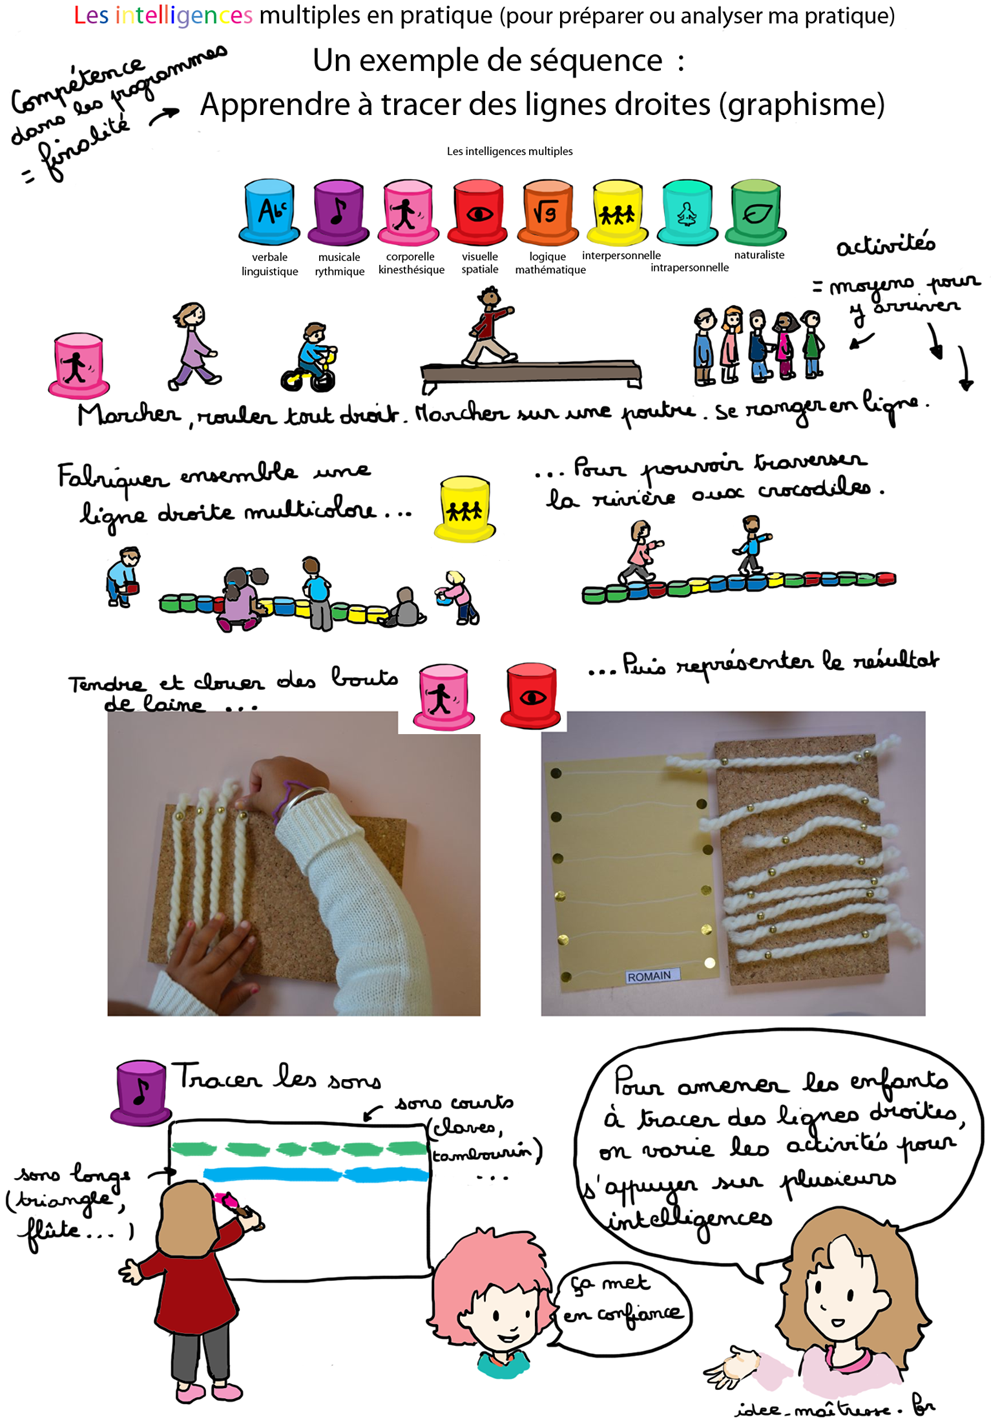 Les intelligences multiples en pratique (pour préparer ou analyser ma pratique)
Un exemple de séquence :
Apprendre à tracer des lignes droites (graphisme)
Compétence
dans les programmes
= finalité
Les intelligences multiples
Abc
√9
verbale
linguistique
musicale
rythmique
corporelle
kinesthésique
visuelle
spatiale
logique
mathématique
interpersonnelle
intrapersonnelle
naturaliste
activités
= moyens pour
y arriver
Marcher, rouler tout droit. Marcher sur une poutre. Se ranger en ligne.
Fabriquer ensemble une
ligne droite multicolore...
... Pour pouvoir traverser
la rivière aux crocodiles.
Tendre et clouer des bouts
de laine ...
... Puis représenter le résultat
ROMAIN
Tracer les sons
sons courts
(claves,
tambourin)
...
sons longs
(triangle,
flûte...)
Pour amener les enfants
à tracer des lignes droites,
on varie les activités pour
s'appuyer sur plusieurs
intelligences
ça met
en confiance
idee-maitresse.for